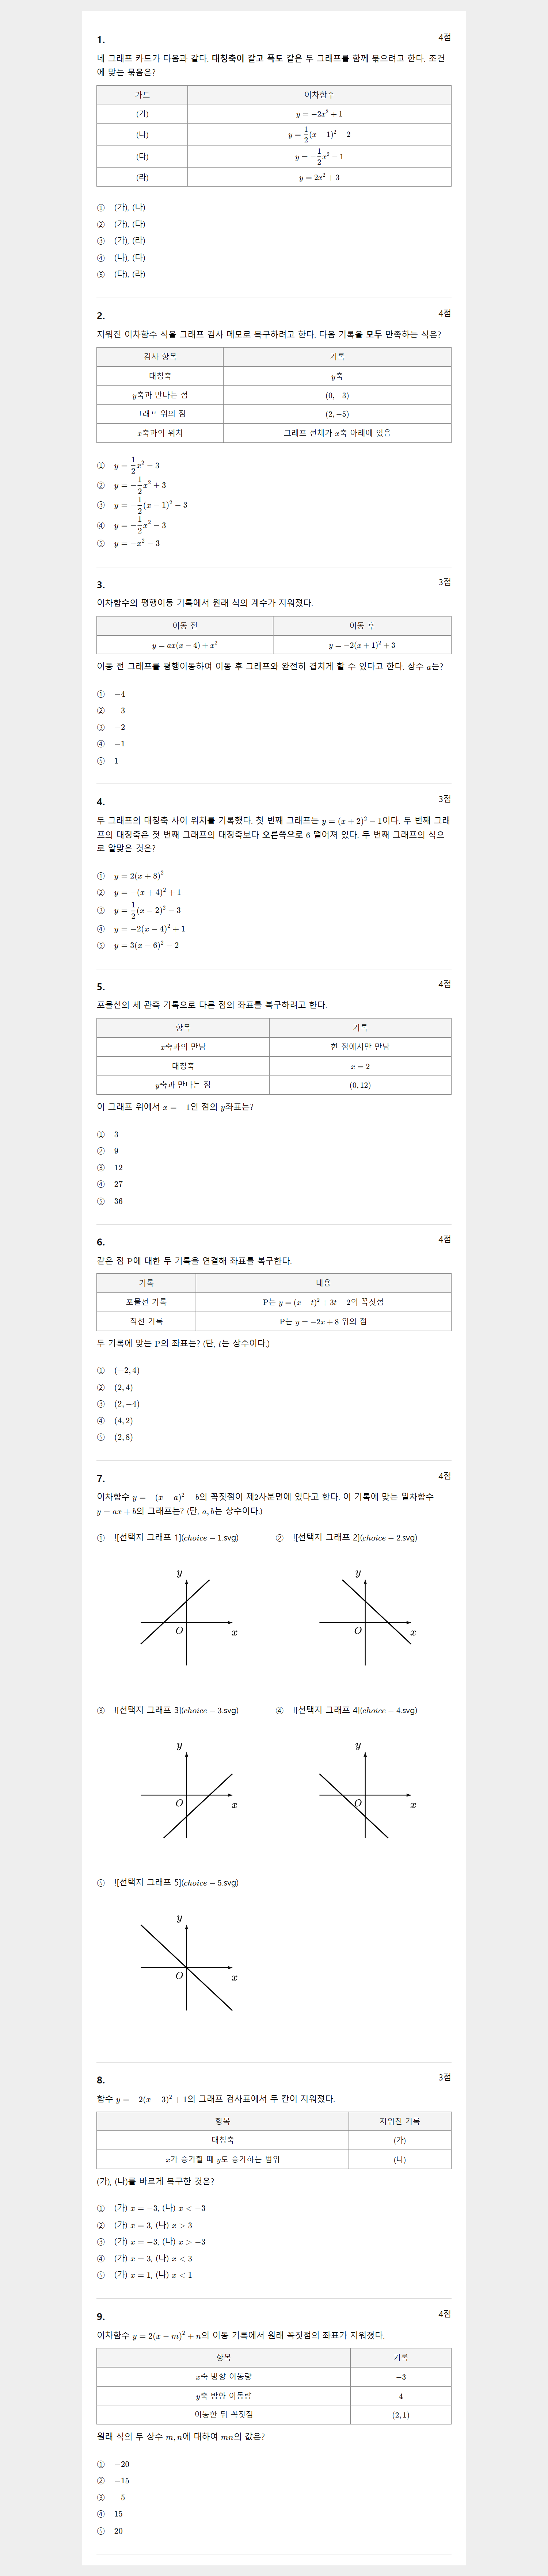 1.
4점
네 그래프 카드가 다음과 같다. 대칭축이 같고 폭도 같은 두 그래프를 함께 묶으려고 한다. 조건
에 맞는 묶음은?
카드 이차함수
(가) y = −2x² + 1
(나) y = 1/2(x − 1)² − 2
(다) y = −1/2x² − 1
(라) y = 2x² + 3
① (가), (나)
② (가), (다)
③ (가), (라)
④ (나), (다)
⑤ (다), (라)
2.
4점
지워진 이차함수 식을 그래프 검사 메모로 복구하려고 한다. 다음 기록을 모두 만족하는 식은?
검사 항목 기록
대칭축 y축
y축과 만나는 점 (0, −3)
그래프 위의 점 (2, −5)
x축과의 위치 그래프 전체가 x축 아래에 있음
① y = 1/2x² − 3
② y = −1/2x² + 3
③ y = −1/2(x − 1)² − 3
④ y = −1/2x² − 3
⑤ y = −x² − 3
3.
3점
이차함수의 평행이동 기록에서 원래 식의 계수가 지워졌다.
이동 전 이동 후
y = ax(x − 4) + x² y = −2(x + 1)² + 3
이동 전 그래프를 평행이동하여 이동 후 그래프와 완전히 겹치게 할 수 있다고 한다. 상수 a는?
① −4
② −3
③ −2
④ −1
⑤ 1
4.
3점
두 그래프의 대칭축 사이 위치를 기록했다. 첫 번째 그래프는 y = (x + 2)² − 1이다. 두 번째 그래
프의 대칭축은 첫 번째 그래프의 대칭축보다 오른쪽으로 6 떨어져 있다. 두 번째 그래프의 식으
로 알맞은 것은?
① y = 2(x + 8)²
② y = −(x + 4)² + 1
③ y = 1/2(x − 2)² − 3
④ y = −2(x − 4)² + 1
⑤ y = 3(x − 6)² − 2
5.
4점
포물선의 세 관측 기록으로 다른 점의 좌표를 복구하려고 한다.
항목 기록
x축과의 만남 한 점에서만 만남
대칭축 x = 2
y축과 만나는 점 (0, 12)
이 그래프 위에서 x = −1인 점의 y좌표는?
① 3
② 9
③ 12
④ 27
⑤ 36
6.
4점
같은 점 P에 대한 두 기록을 연결해 좌표를 복구한다.
기록 내용
포물선 기록 P는 y = (x − t)² + 3t − 2의 꼭짓점
직선 기록 P는 y = −2x + 8 위의 점
두 기록에 맞는 P의 좌표는? (단, t는 상수이다.)
① (−2, 4)
② (2, 4)
③ (2, −4)
④ (4, 2)
⑤ (2, 8)
7.
4점
이차함수 y = −(x − a)² − b의 꼭짓점이 제2사분면에 있다고 한다. 이 기록에 맞는 일차함수
y = ax + b의 그래프는? (단, a, b는 상수이다.)
① ![선택지 그래프 1](choice − 1.svg) ② ![선택지 그래프 2](choice − 2.svg)
y y
O x O x
③ ![선택지 그래프 3](choice − 3.svg) ④ ![선택지 그래프 4](choice − 4.svg)
y y
O x O x
⑤ ![선택지 그래프 5](choice − 5.svg)
y
O x
8.
3점
함수 y = −2(x − 3)² + 1의 그래프 검사표에서 두 칸이 지워졌다.
항목 지워진 기록
대칭축 (가)
x가 증가할 때 y도 증가하는 범위 (나)
(가), (나)를 바르게 복구한 것은?
① (가) x = −3, (나) x < −3
② (가) x = 3, (나) x > 3
③ (가) x = −3, (나) x > −3
④ (가) x = 3, (나) x < 3
⑤ (가) x = 1, (나) x < 1
9.
4점
이차함수 y = 2(x − m)² + n의 이동 기록에서 원래 꼭짓점의 좌표가 지워졌다.
항목 기록
x축 방향 이동량 −3
y축 방향 이동량 4
이동한 뒤 꼭짓점 (2, 1)
원래 식의 두 상수 m, n에 대하여 mn의 값은?
① −20
② −15
③ −5
④ 15
⑤ 20